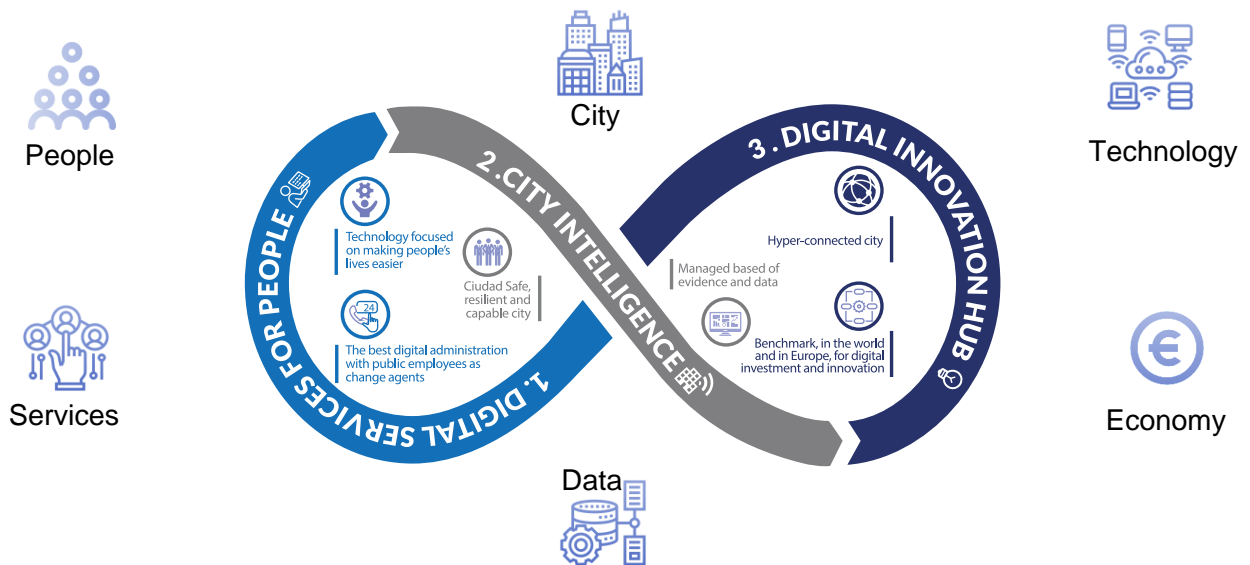 City
People
Technology
1. DIGITAL SERVICES FOR PEOPLE
2.CITY INTELLIGENCE
3. DIGITAL INNOVATION HUB
Technology focused
on making people's
lives easier
Ciudad Safe,
resilient and
capable city
24
The best digital administration
with public employees as
change agents
Managed based of
evidence and data
Hyper-connected city
Benchmark, in the world
and in Europe, for digital
investment and innovation
Services
€
Economy
Data